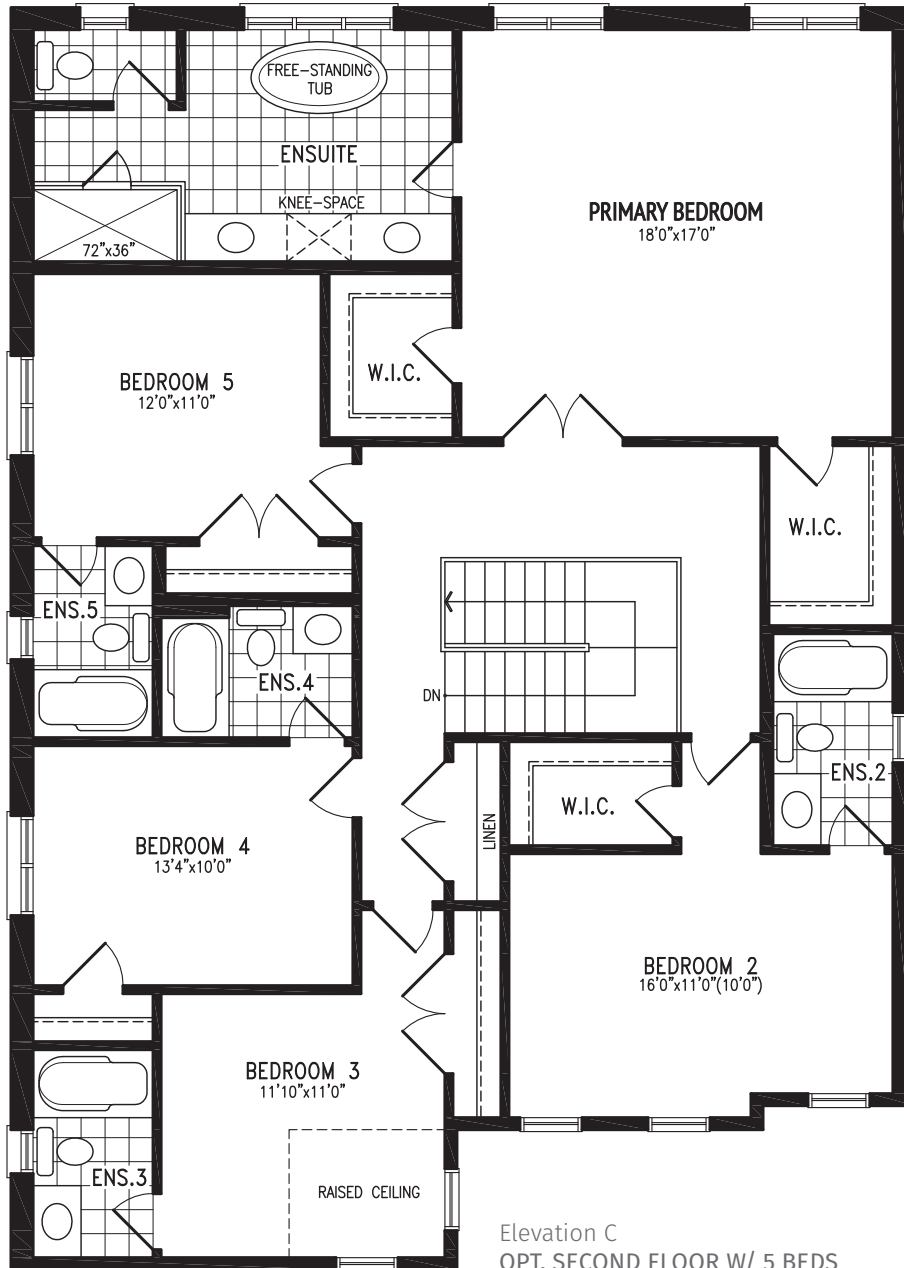 FREE-STANDING
TUB
ENSUITE
KNEE-SPACE
72"x36"
PRIMARY BEDROOM
18'0"x17'0"
W.I.C.
BEDROOM 5
12'0"x11'0"
W.I.C.
ENS.5
ENS.4
DN
ENS.2
W.I.C.
LINEN
BEDROOM 4
13'4"x10'0"
BEDROOM 2
16'0"x11'0"(10'0")
BEDROOM 3
11'10"x11'0"
ENS.3
RAISED CEILING
Elevation C
OPT. SECOND FLOOR W/ 5 BEDS